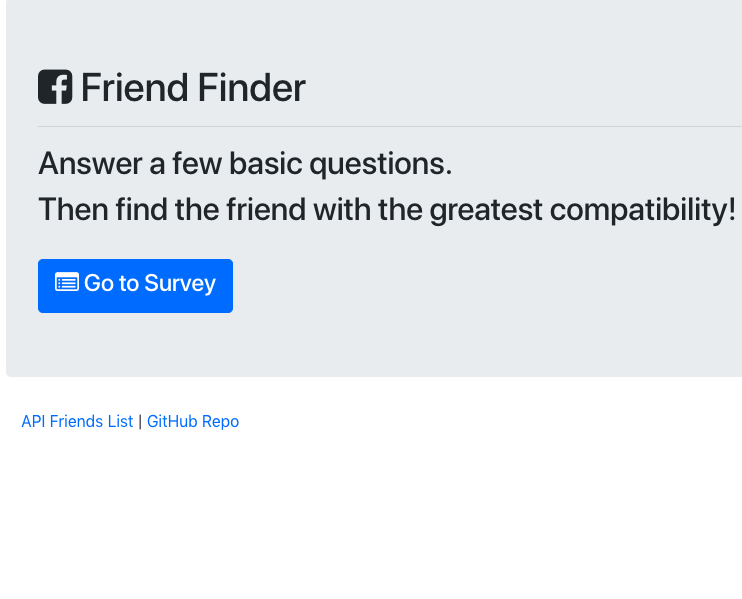 Friend Finder
Answer a few basic questions.
Then find the friend with the greatest compatibility!
Go to Survey
API Friends List | GitHub Repo